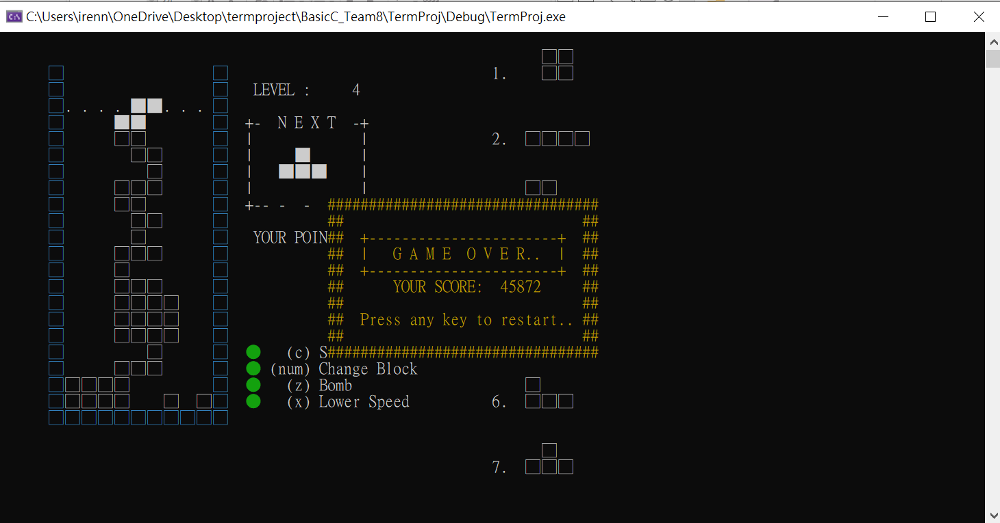 C:\Users\irenn\OneDrive\Desktop\termproject\BasicC_Team8\TermProj\Debug\TermProj.exe
1.
LEVEL : 4
N E X T
2.
YOUR POIN
G A M E O V E R..
YOUR SCORE: 45872
Press any key to restart..
(c) S
(num) Change Block
(z) Bomb
(x) Lower Speed
6.
7.